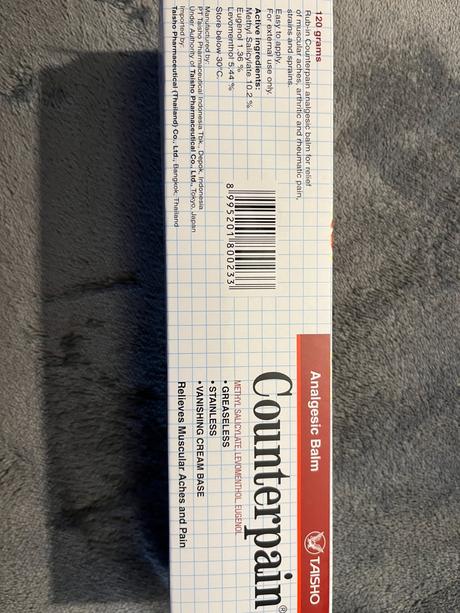 120 grams
Rub-in Counterpain analgesic balm for relief
of muscular aches, arthritic and rheumatic pain,
strains and sprains.
Easy to apply.
For external use only.
Active ingredients:
Methyl Salicylate 10.2 %
Eugenol 1.36 %
Levomenthol 5.44 %
Store below 30°C.
Manufactured by:
PT Taisho Pharmaceutical Indonesia Tbk., Depok, Indonesia
Under Authority of Taisho Pharmaceutical Co., Ltd., Tokyo, Japan
Imported by:
Taisho Pharmaceutical (Thailand) Co., Ltd., Bangkok, Thailand
8 995201 800233
Analgesic Balm
TAISHO
Counterpain®
METHYL SALICYLATE, LEVOMENTHOL, EUGENOL
• GREASELESS
• STAINLESS
• VANISHING CREAM BASE
Relieves Muscular Aches and Pain